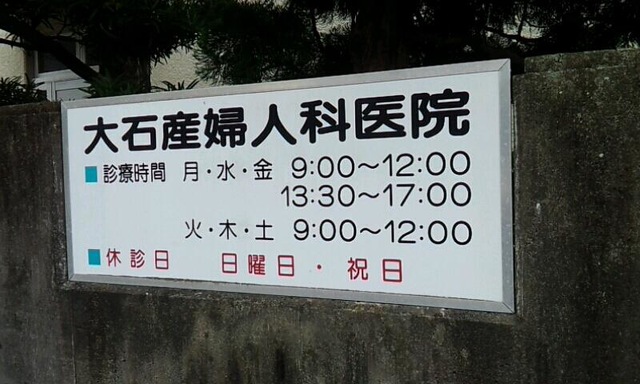 大石産婦人科医院
診療時間 月・水・金 9:00～12:00
13:30～17:00
火・木・土 9:00～12:00
休診日 日曜日・祝日